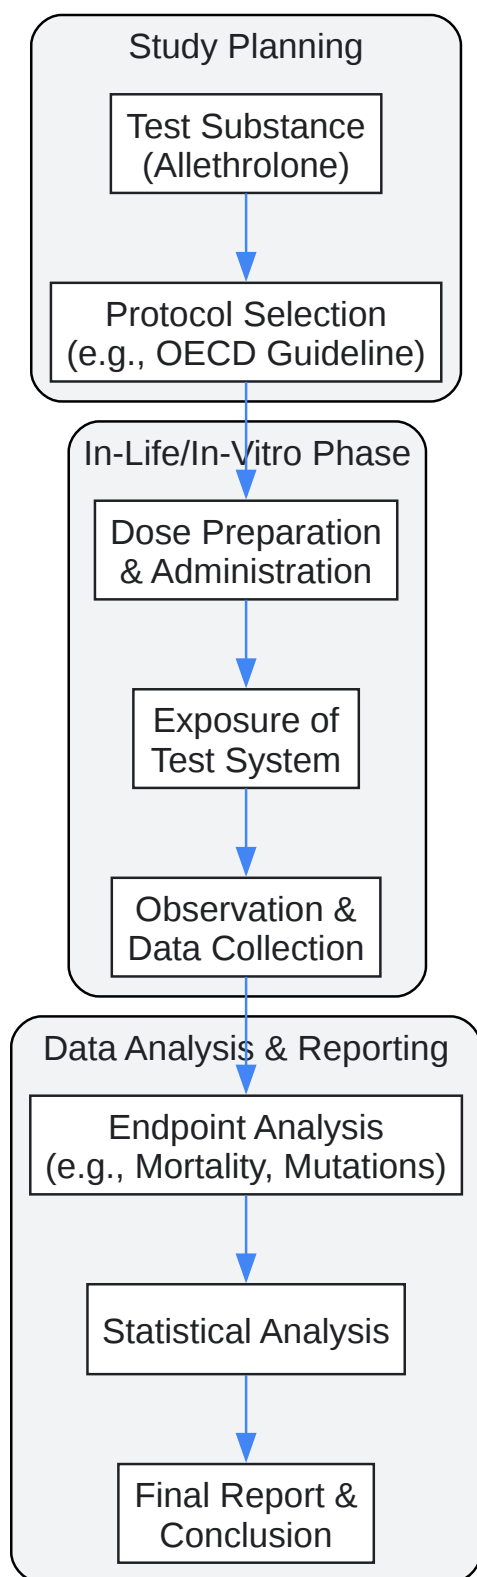 Study Planning
Test Substance
(Allethrolone)
Protocol Selection
(e.g., OECD Guideline)
In-Life/In-Vitro Phase
Dose Preparation
& Administration
Exposure of
Test System
Observation &
Data Collection
Data Analysis & Reporting
Endpoint Analysis
(e.g., Mortality, Mutations)
Statistical Analysis
Final Report &
Conclusion